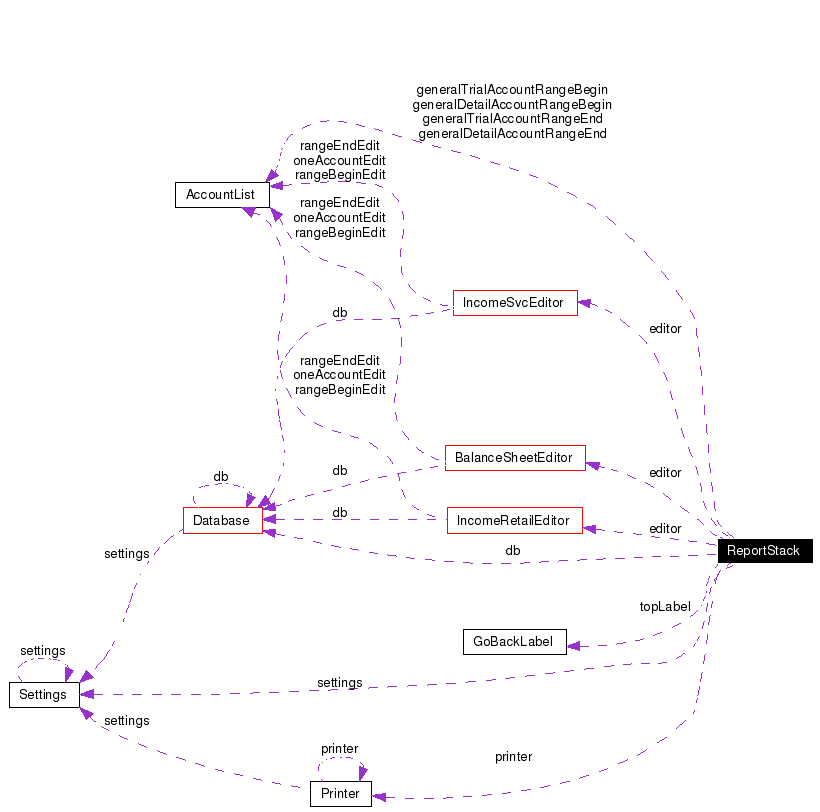 generalTrialAccountRangeBegin
generalDetailAccountRangeBegin
generalTrialAccountRangeEnd
generalDetailAccountRangeEnd
rangeEndEdit
oneAccountEdit
rangeBeginEdit
AccountList
rangeEndEdit
oneAccountEdit
rangeBeginEdit
IncomeSvcEditor
db
editor
rangeEndEdit
oneAccountEdit
rangeBeginEdit
BalanceSheetEditor
db
db
editor
Database
db
IncomeRetailEditor
editor
settings
db
ReportStack
topLabel
GoBackLabel
settings
Settings
settings
settings
printer
printer
Printer